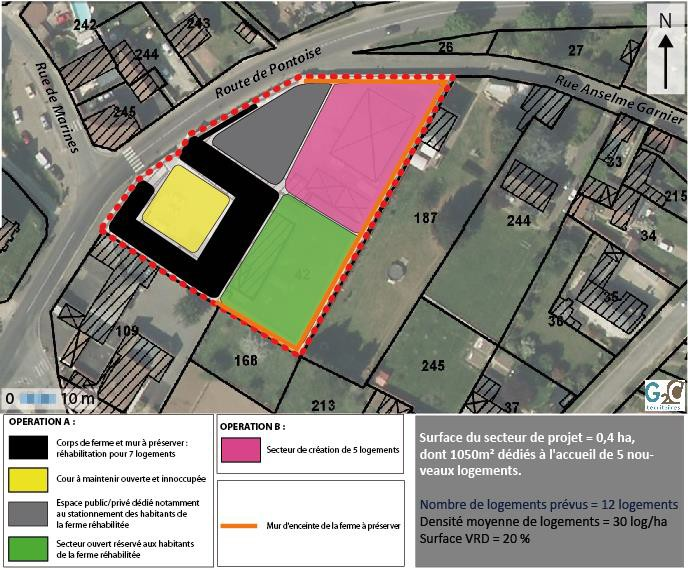 242
243
244
245
Rue de Marines
Route de Pontoise
26
27
N
Rue Anselme Garnier
33
215
34
187
244
42
35
36
109
168
245
213
37
0 10 m
G2C
territoires
OPERATION A :
Corps de ferme et mur à préserver :
réhabilitation pour 7 logements
Cour à maintenir ouverte et innoccupée
Espace public/privé dédié notamment
au stationnement des habitants de
la ferme réhabilitée
Secteur ouvert réservé aux habitants
de la ferme réhabilitée
OPERATION B :
Secteur de création de 5 logements
Mur d'enceinte de la ferme à préserver
Surface du secteur de projet = 0,4 ha,
dont 1050m² dédiés à l'accueil de 5 nou-
veaux logements.
Nombre de logements prévus = 12 logements
Densité moyenne de logements = 30 log/ha
Surface VRD = 20 %